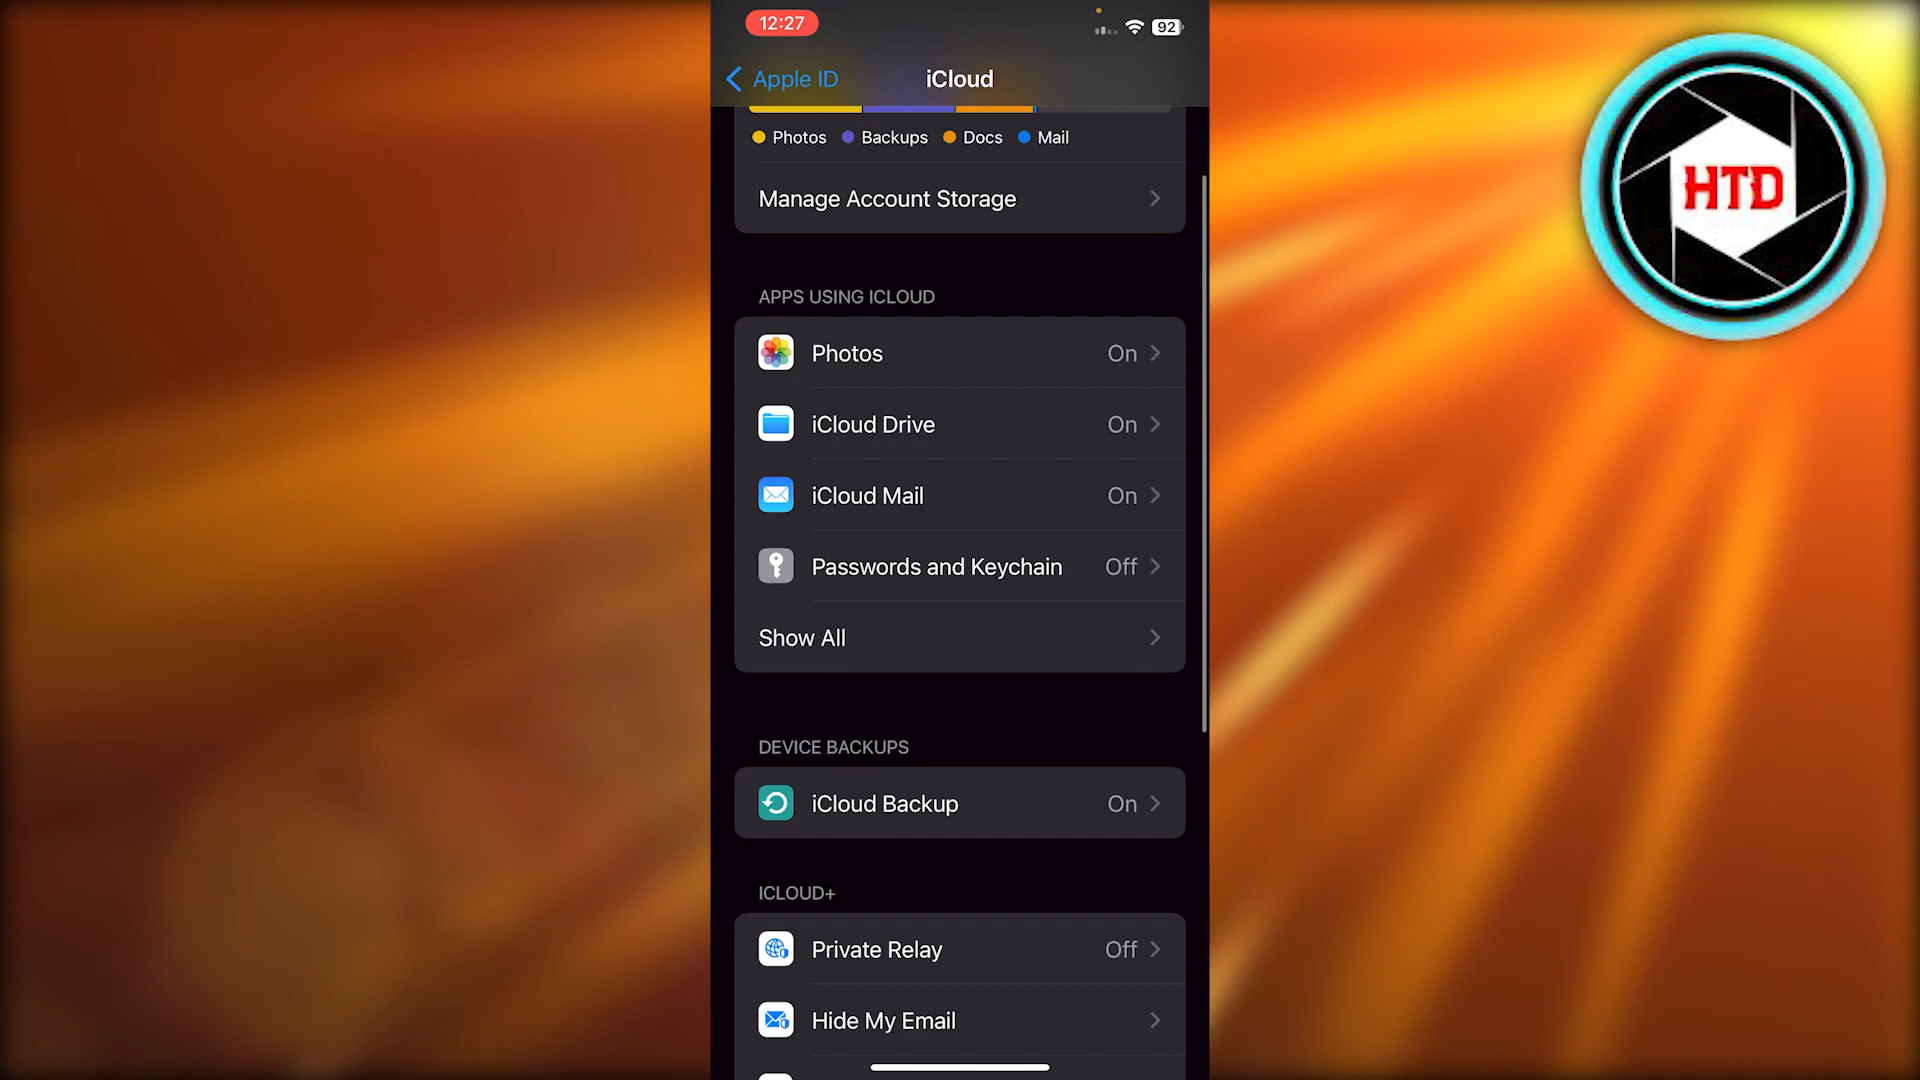 12:27
92
Apple ID
iCloud
Photos
Backups
Docs
Mail
Manage Account Storage
APPS USING ICLOUD
Photos
On
iCloud Drive
On
iCloud Mail
On
Passwords and Keychain
Off
Show All
DEVICE BACKUPS
iCloud Backup
On
ICLOUD+
Private Relay
Off
Hide My Email
HTD